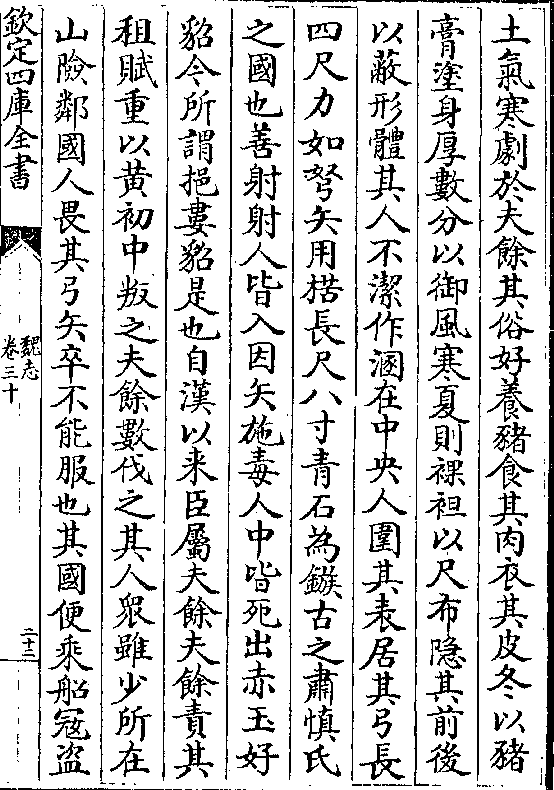 土氣寒劇於夫餘其俗好養豬食其肉衣其皮冬以豬
膏塗身厚數分以御風寒夏則裸袒以尺布隐其前後
以蔽形體其人不潔作溷在中央人圍其表居其弓長
四尺力如弩矢用楛長尺八寸青石為鏃古之肅慎氏
之國也善射射人皆入因矢施毒人中皆死出赤玉好
貂今所謂挹婁貂是也自漢以来臣屬夫餘夫餘責其
租賦重以黄初中叛之夫餘數伐之其人眾雖少所在
山險鄰國人畏其弓矢卒不能服也其國便乘船冦盗
欽定四庫全書
魏志
卷三十
二十三